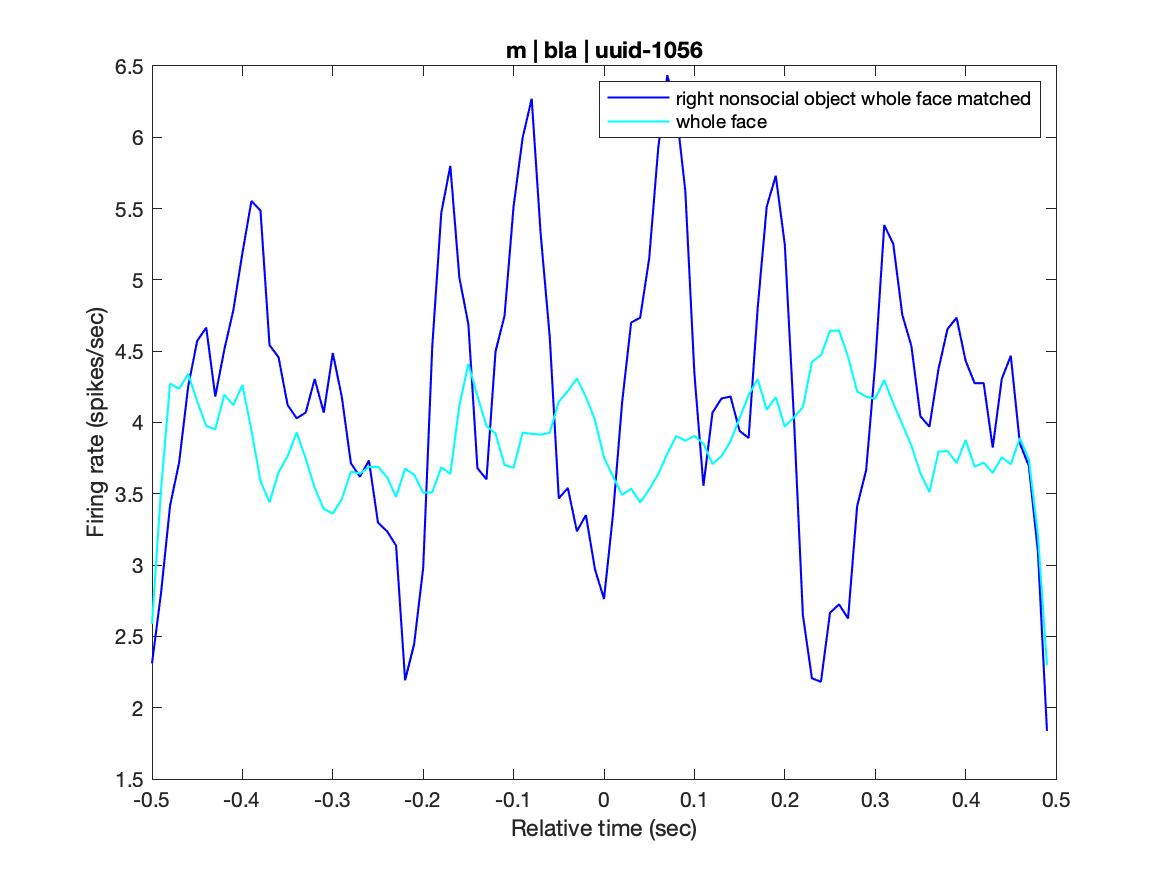 m | bla | uuid-1056
right nonsocial object whole face matched
whole face
Firing rate (spikes/sec)
6.5
6
5.5
5
4.5
4
3.5
3
2.5
2
1.5
-0.5 -0.4 -0.3 -0.2 -0.1 0 0.1 0.2 0.3 0.4 0.5
Relative time (sec)